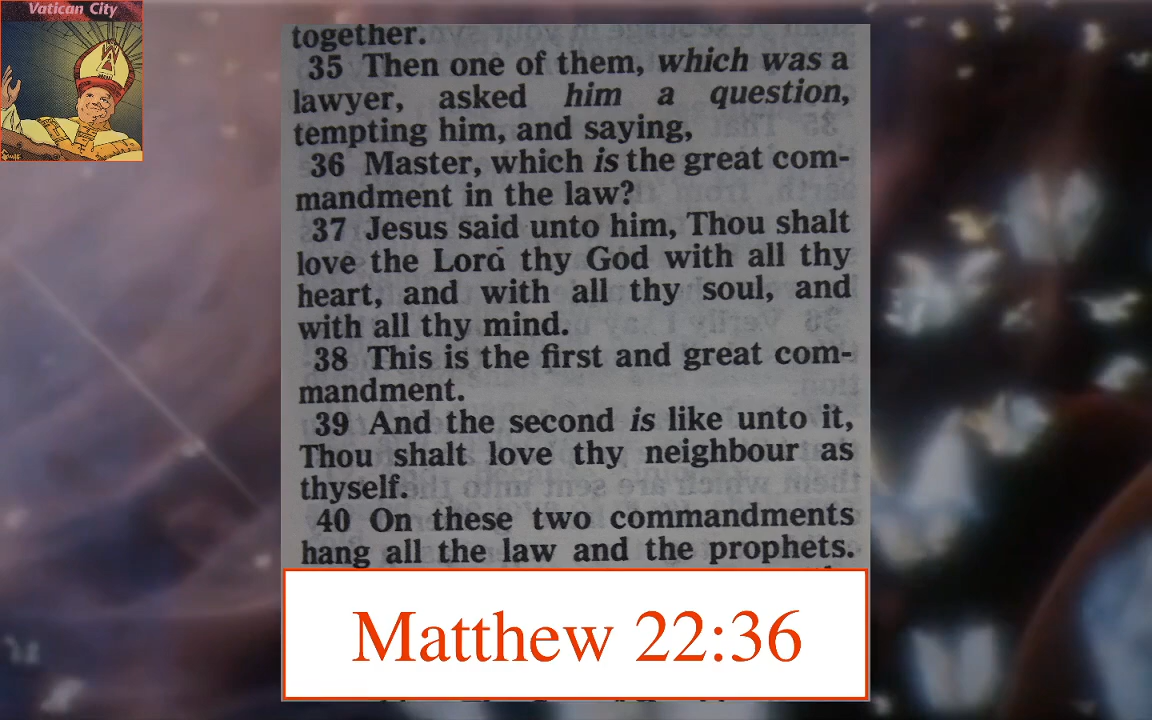 Vatican City
together.
35 Then one of them, which was a
lawyer, asked him a question,
tempting him, and saying,
36 Master, which is the great com-
mandment in the law?
37 Jesus said unto him, Thou shalt
love the Lord thy God with all thy
heart, and with all thy soul, and
with all thy mind.
38 This is the first and great com-
mandment.
39 And the second is like unto it,
Thou shalt love thy neighbour as
thyself.
40 On these two commandments
hang all the law and the prophets.
Matthew 22:36